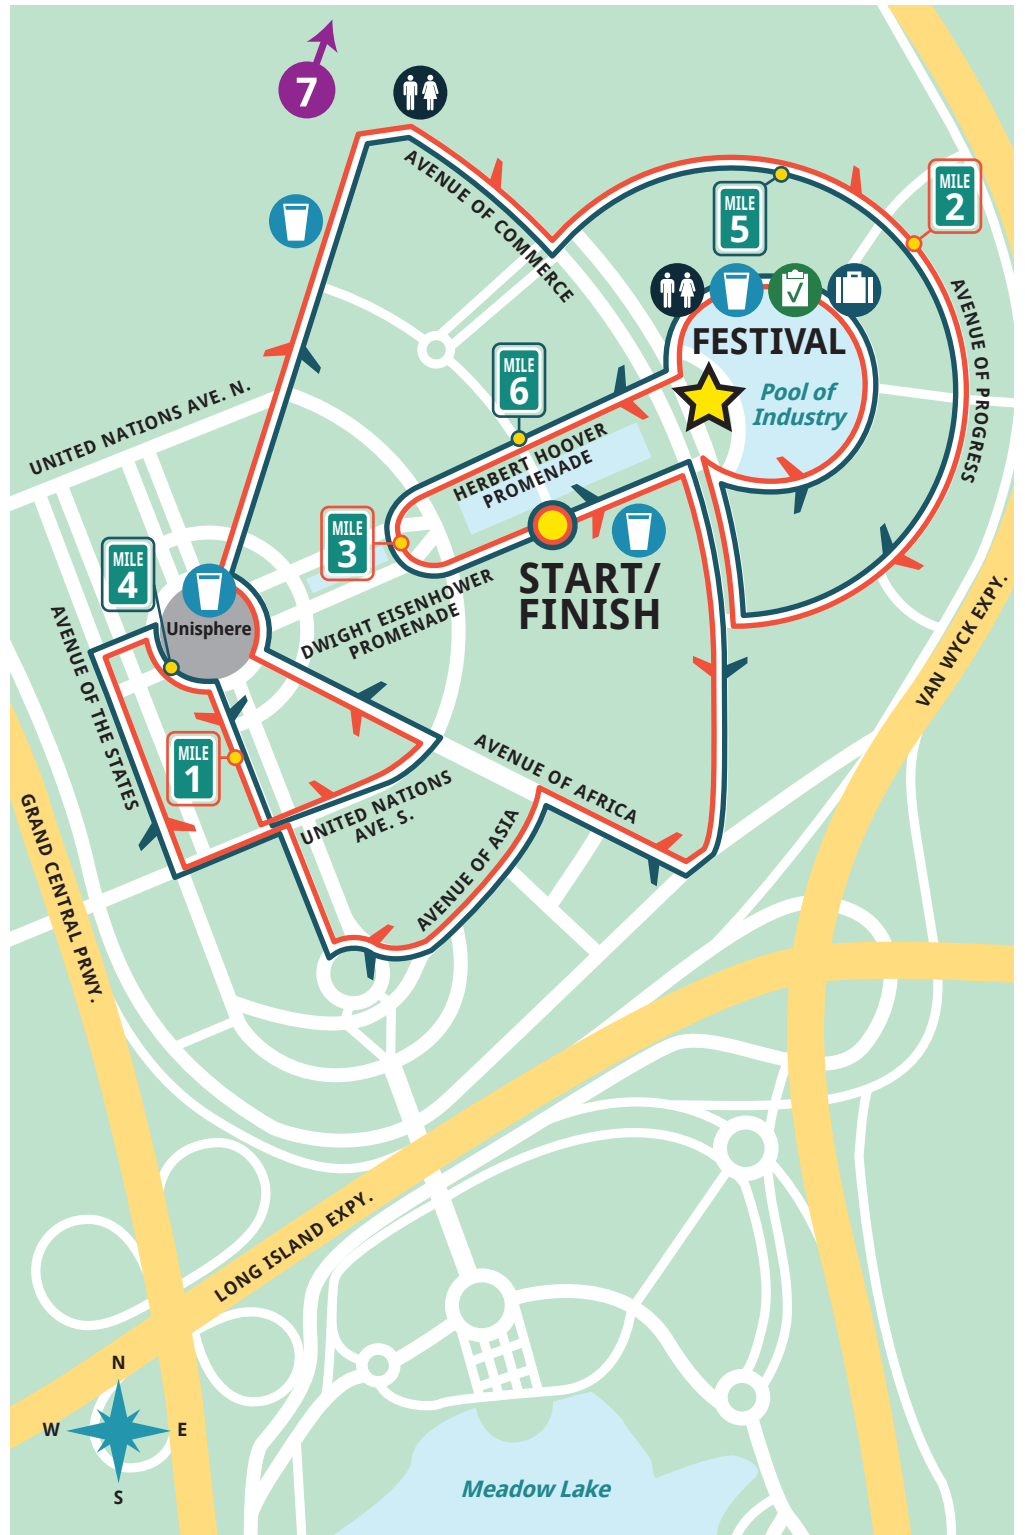 7
AVENUE OF COMMERCE
MILE
2
MILE
5
AVENUE OF PROGRESS
FESTIVAL
Pool of
Industry
MILE
6
UNITED NATIONS AVE. N.
HERBERT HOOVER
PROMENADE
MILE
3
MILE
4
START/
FINISH
DWIGHT EISENHOWER
PROMENADE
Unisphere
AVENUE OF THE STATES
VAN WYCK EXPY.
MILE
1
AVENUE OF AFRICA
UNITED NATIONS
AVE. S.
AVENUE OF ASIA
GRAND CENTRAL PRWY.
LONG ISLAND EXPY.
N
W
E
S
Meadow Lake